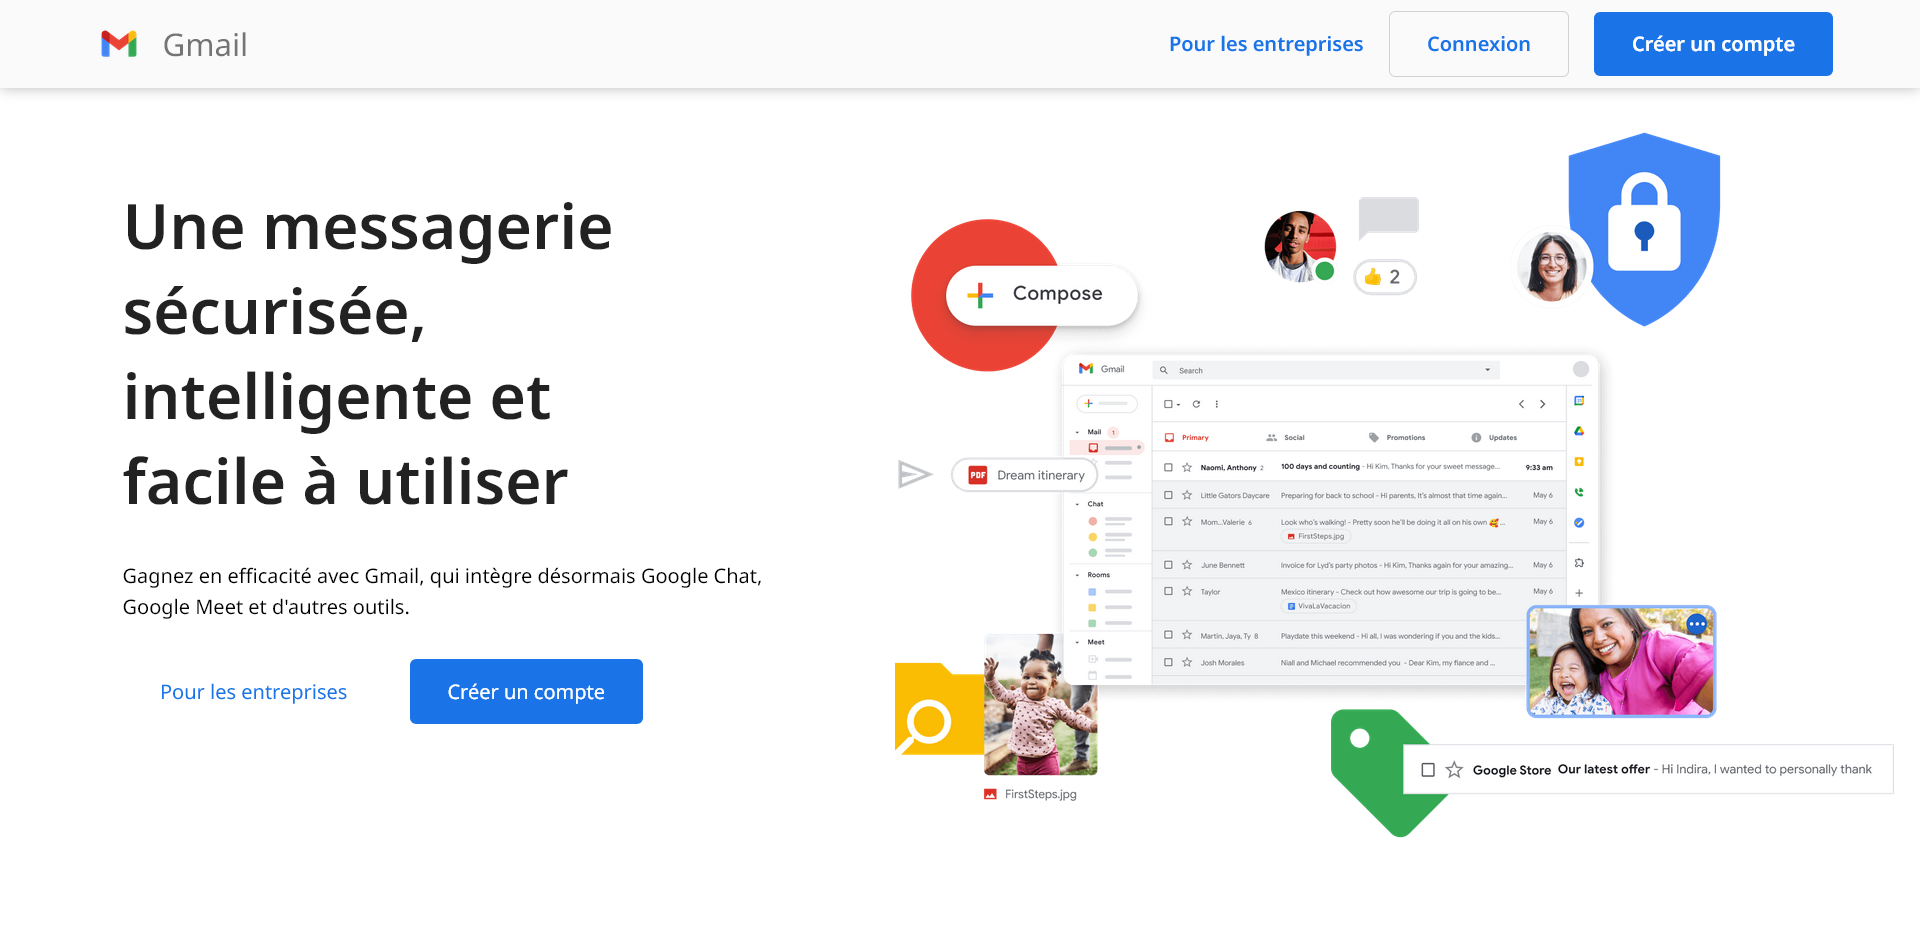 Gmail
Pour les entreprises
Connexion
Créer un compte
Une messagerie
sécurisée,
intelligente et
facile à utiliser
Gagnez en efficacité avec Gmail, qui intègre désormais Google Chat,
Google Meet et d'autres outils.
Pour les entreprises
Créer un compte
Compose
2
Gmail
Search
Mail 1
Primary
Social
Promotions
Updates
Naomi, Anthony 2 100 days and counting - Hi Kim, Thanks for your sweet message... 9:33 am
PDF Dream itinerary
Little Gators Daycare Preparing for back to school - Hi parents, It's almost that time again... May 6
Chat
Mom...Valerie 6 Look who's walking! - Pretty soon he'll be doing it all on his own 🥰... May 6
FirstSteps.jpg
June Bennett Invoice for Lyd's party photos - Hi Kim, Thanks again for your amazing... May 6
Rooms
Taylor Mexico itinerary - Check out how awesome our trip is going to be... May 6
VivaLaVacacion
Martin, Jaya, Ty 8 Playdate this weekend - Hi all, I was wondering if you and the kids...
Meet
Josh Morales Niall and Michael recommended you - Dear Kim, my fiance and ...
FirstSteps.jpg
Google Store Our latest offer - Hi Indira, I wanted to personally thank